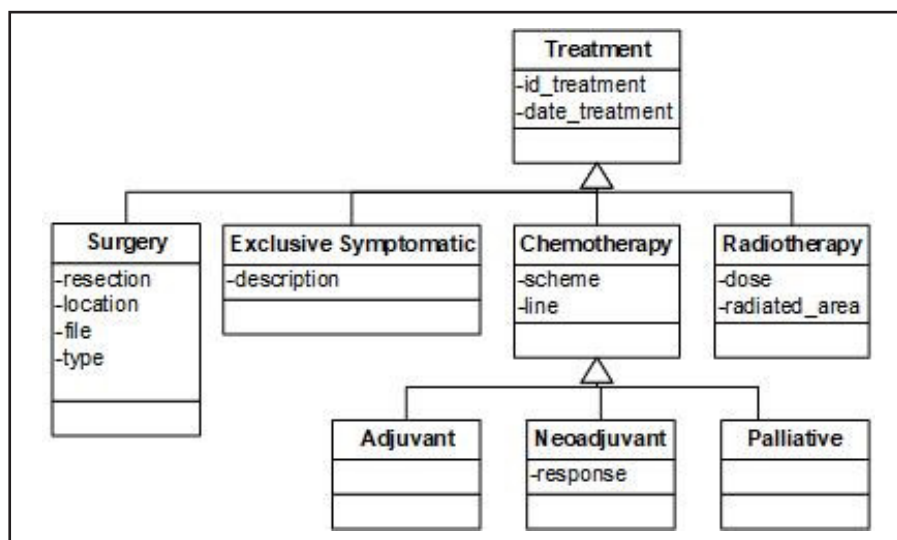 Treatment
-id_treatment
-date_treatment
Surgery
-resection
-location
-file
-type
Exclusive Symptomatic
-description
Chemotherapy
-scheme
-line
Radiotherapy
-dose
-radiated_area
Adjuvant
Neoadjuvant
-response
Palliative